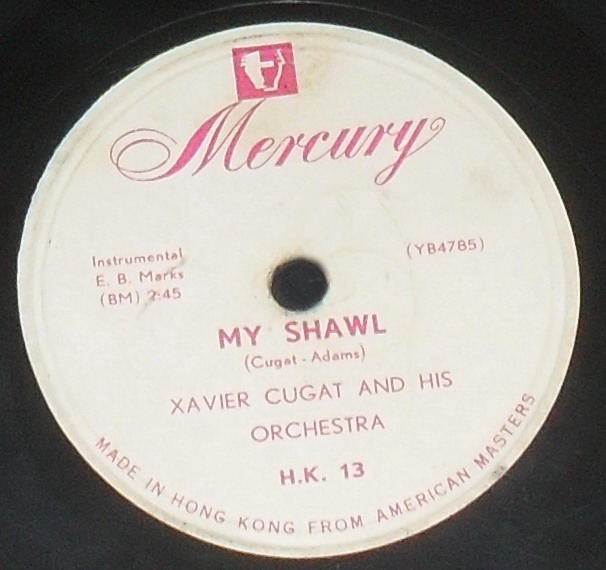 Mercury
Instrumental
E. B. Marks
(BM) 2:45
(YB4785)
MY SHAWL
(Cugat - Adams)
XAVIER CUGAT AND HIS
ORCHESTRA
H.K. 13
MADE IN HONG KONG FROM AMERICAN MASTERS